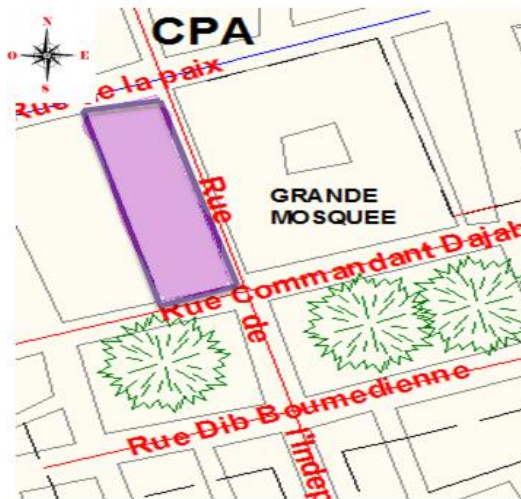 N
O E
S
CPA
Rue de la paix
Rue
GRANDE
MOSQUEE
Rue Commandant Dajab
de
Rue Dib Boumedienne
l'Indep